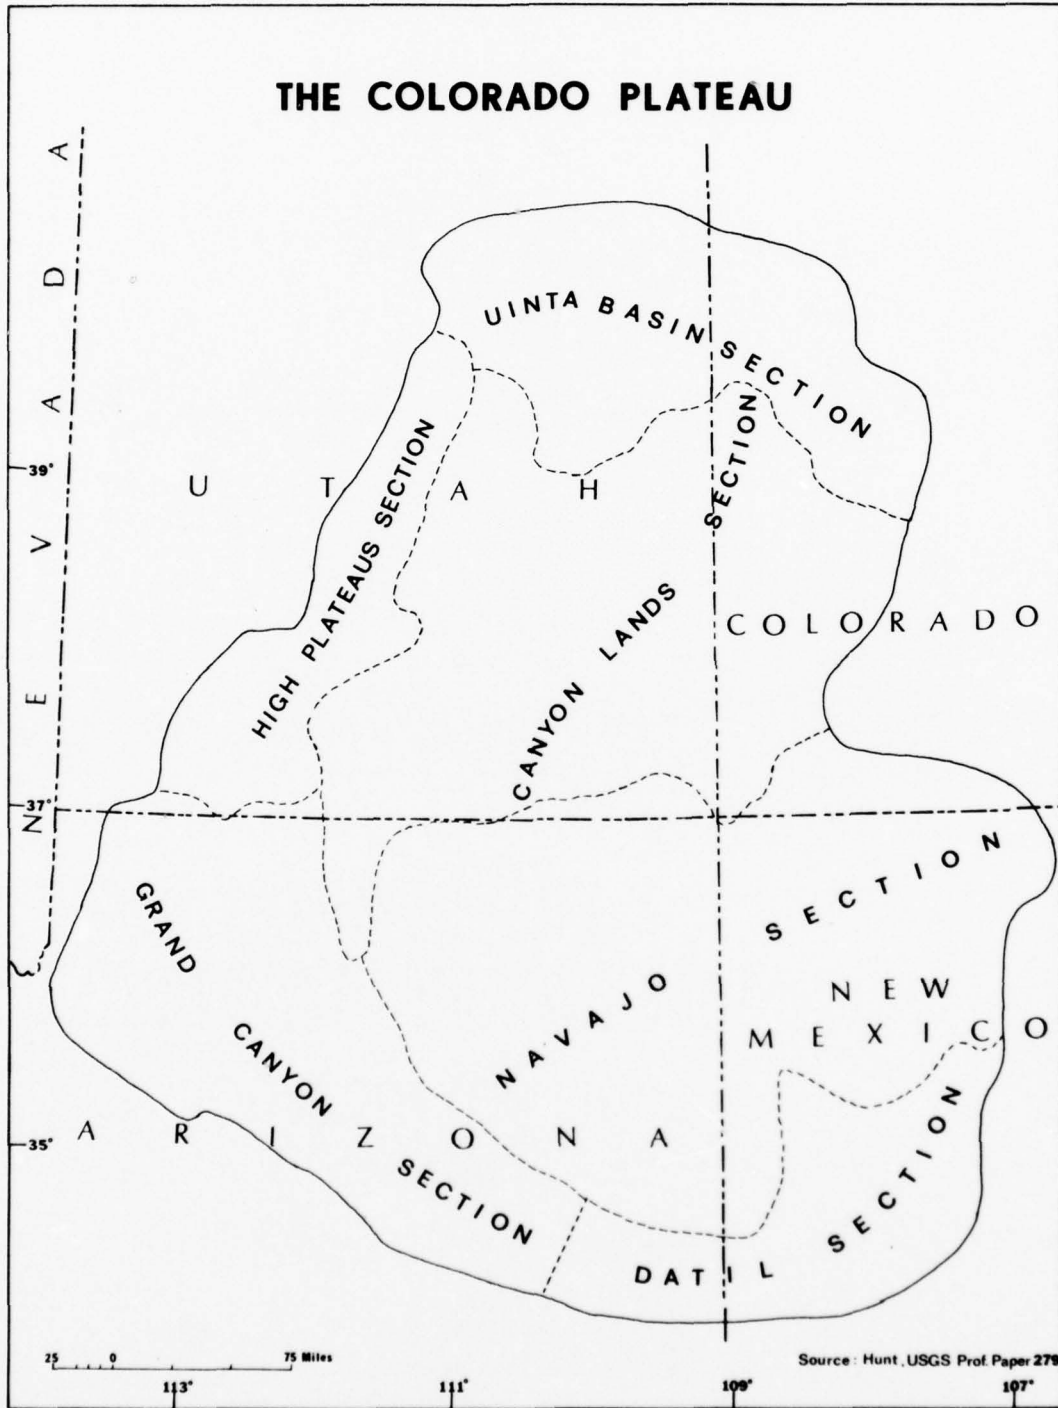 THE COLORADO PLATEAU
NEVADA
UINTA BASIN SECTION
HIGH PLATEAUS SECTION
39°
UTAH
CANYON LANDS SECTION
COLORADO
37°
GRAND CANYON SECTION
NAVAJO SECTION
NEW
MEXICO
35°
ARIZONA
DATIL SECTION
25 0 75 Miles
Source: Hunt, USGS Prof. Paper 279
113° 111° 109° 107°